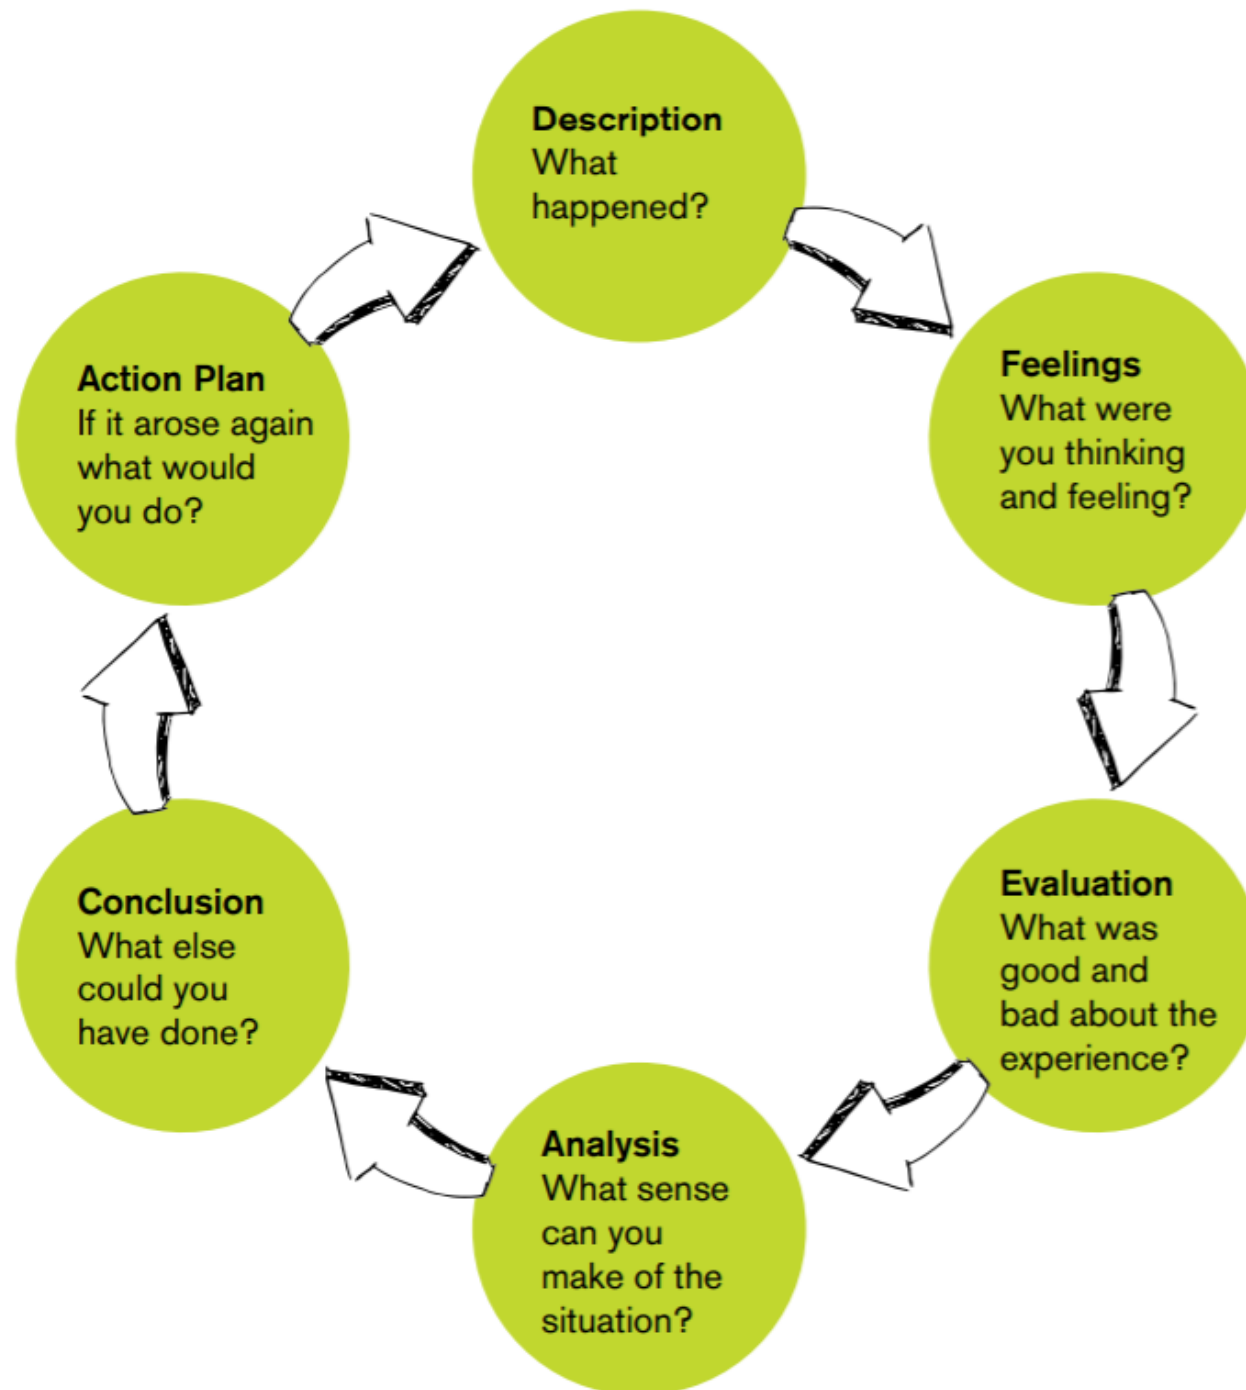 Description
What
happened?
Feelings
What were
you thinking
and feeling?
Evaluation
What was
good and
bad about the
experience?
Analysis
What sense
can you
make of the
situation?
Conclusion
What else
could you
have done?
Action Plan
If it arose again
what would
you do?